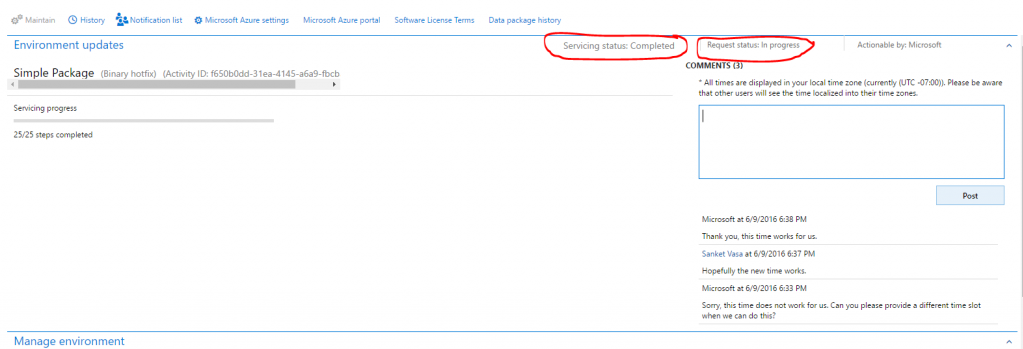 Maintain History Notification list Microsoft Azure settings Microsoft Azure portal Software License Terms Data package history
Environment updates Servicing status: Completed Request status: In progress Actionable by: Microsoft
Simple Package (Binary hotfix) (Activity ID: f650b0dd-31ea-4145-a6a9-fbcb
Servicing progress
25/25 steps completed
COMMENTS (3)
* All times are displayed in your local time zone (currently (UTC -07:00)). Please be aware
that other users will see the time localized into their time zones.
Post
Microsoft at 6/9/2016 6:38 PM
Thank you, this time works for us.
Sanket Vasa at 6/9/2016 6:37 PM
Hopefully the new time works.
Microsoft at 6/9/2016 6:33 PM
Sorry, this time does not work for us. Can you please provide a different time slot
when we can do this?
Manage environment